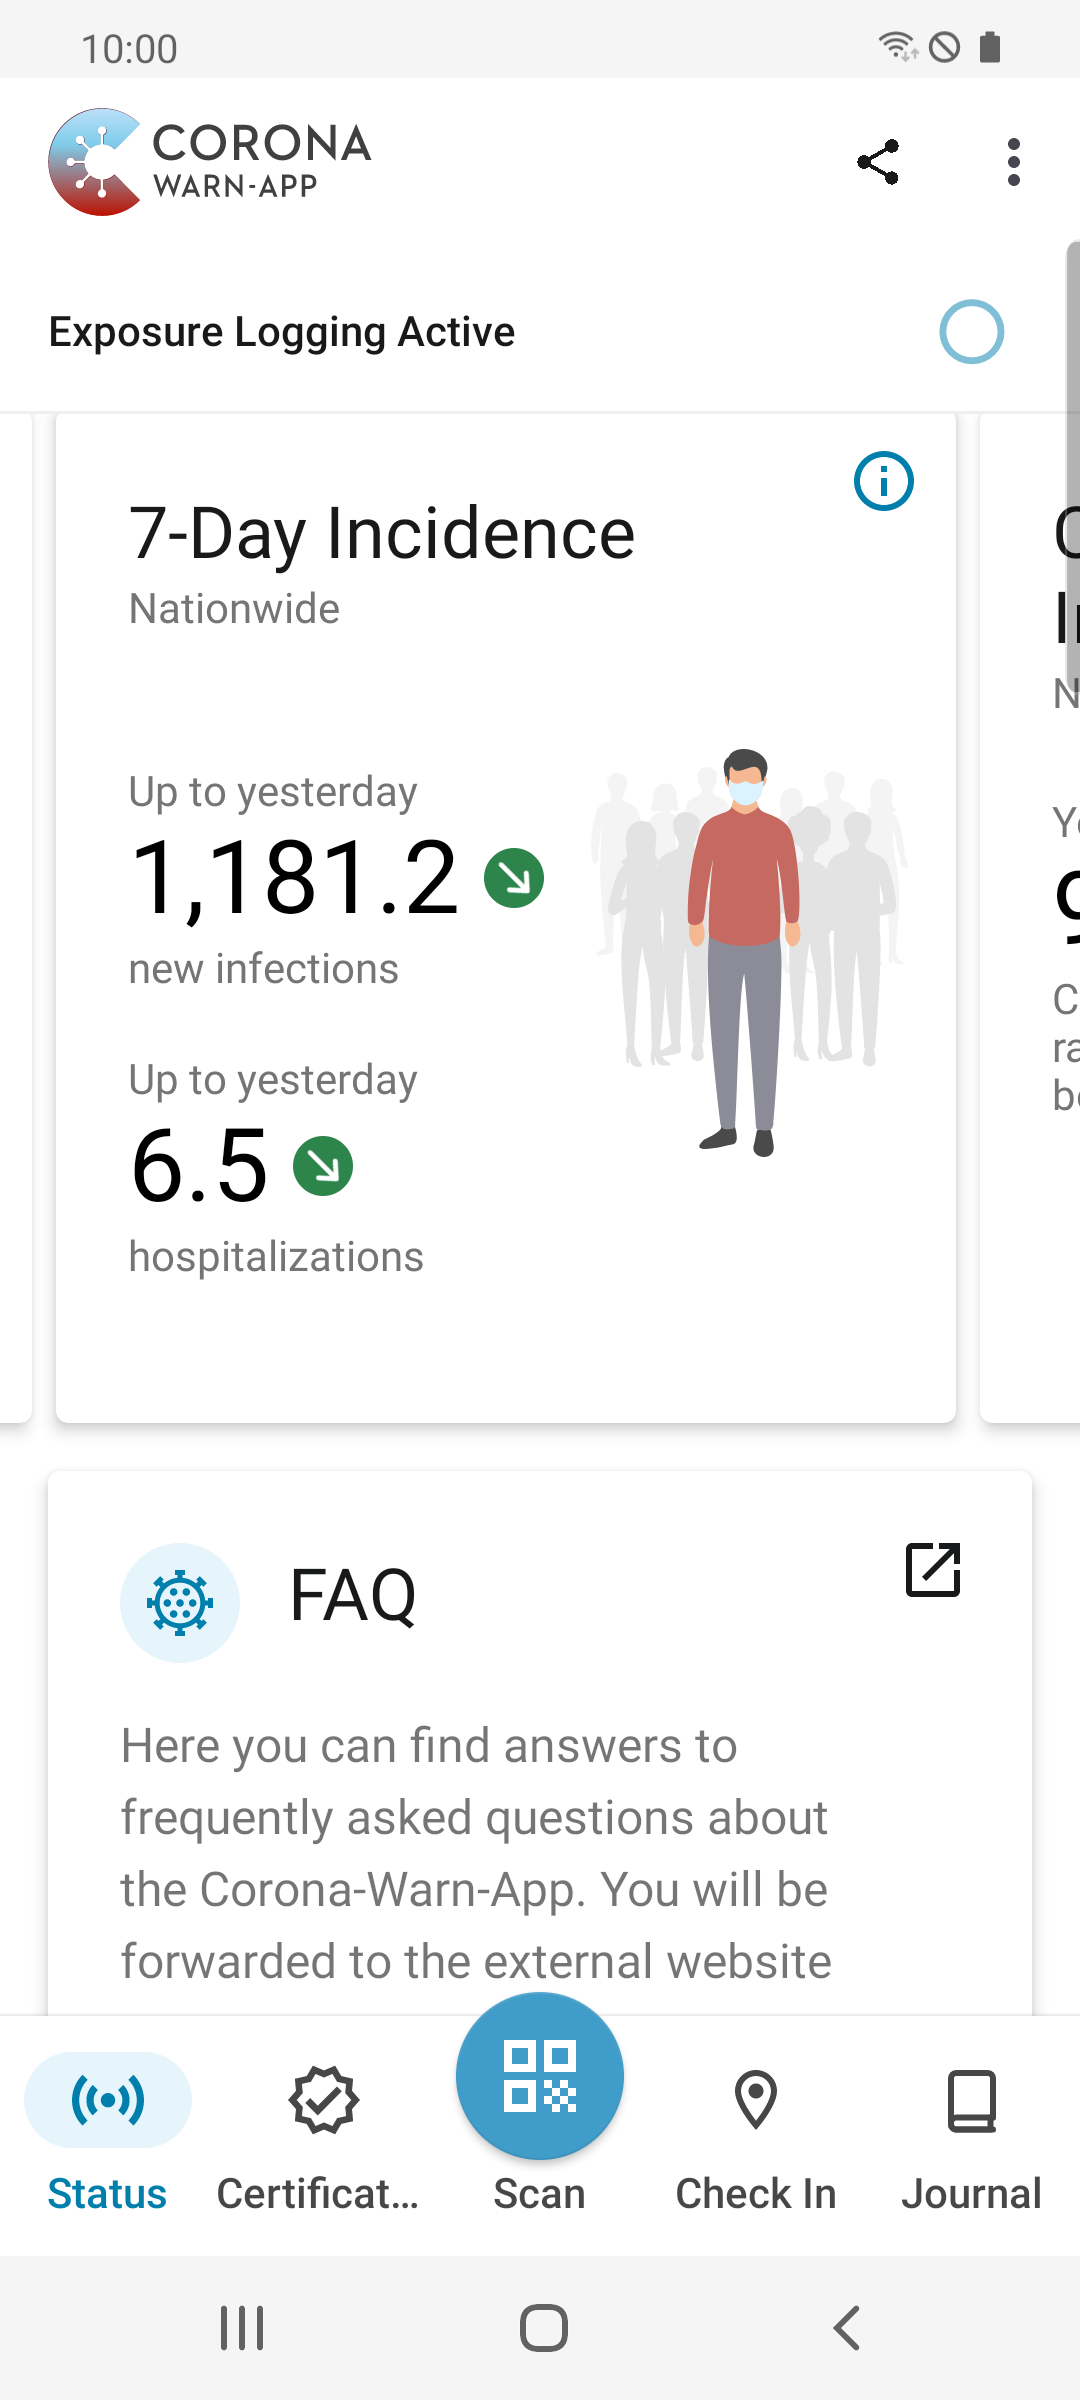 10:00
CORONA
WARN-APP
Exposure Logging Active
7-Day Incidence
Nationwide
Up to yesterday
1,181.2
new infections
Up to yesterday
6.5
hospitalizations
FAQ
Here you can find answers to
frequently asked questions about
the Corona-Warn-App. You will be
forwarded to the external website
Status
Certificat...
Scan
Check In
Journal